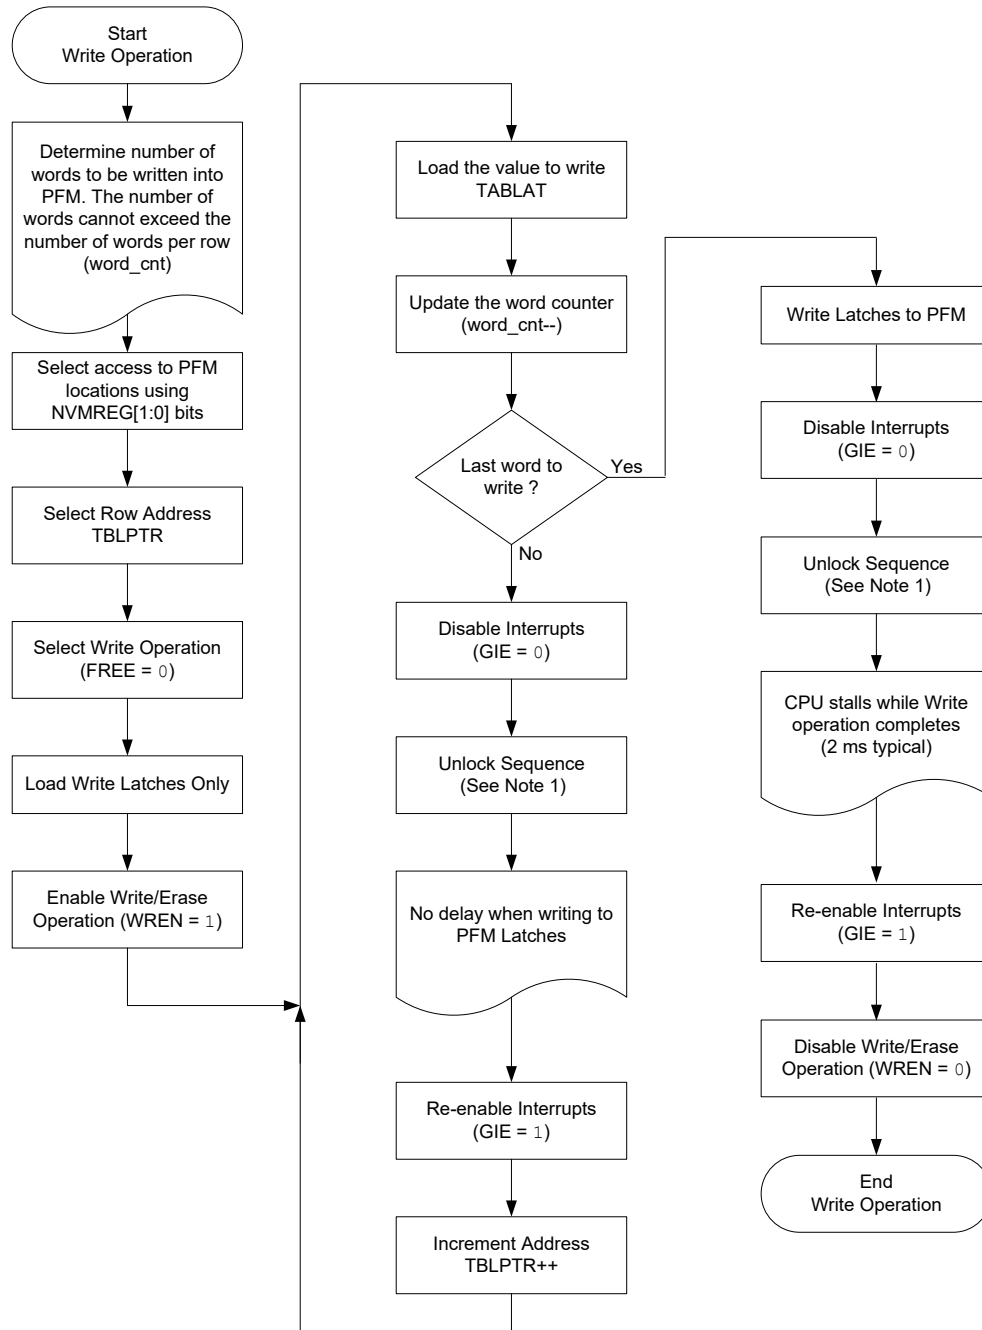 Start
Write Operation
Determine number of
words to be written into
PFM. The number of
words cannot exceed the
number of words per row
(word_cnt)
Select access to PFM
locations using
NVMREG[1:0] bits
Select Row Address
TBLPTR
Select Write Operation
(FREE = 0)
Load Write Latches Only
Enable Write/Erase
Operation (WREN = 1)
Load the value to write
TABLAT
Update the word counter
(word_cnt--)
Last word to
write ?
Yes
No
Disable Interrupts
(GIE = 0)
Unlock Sequence
(See Note 1)
No delay when writing to
PFM Latches
Re-enable Interrupts
(GIE = 1)
Increment Address
TBLPTR++
Write Latches to PFM
Disable Interrupts
(GIE = 0)
Unlock Sequence
(See Note 1)
CPU stalls while Write
operation completes
(2 ms typical)
Re-enable Interrupts
(GIE = 1)
Disable Write/Erase
Operation (WREN = 0)
End
Write Operation